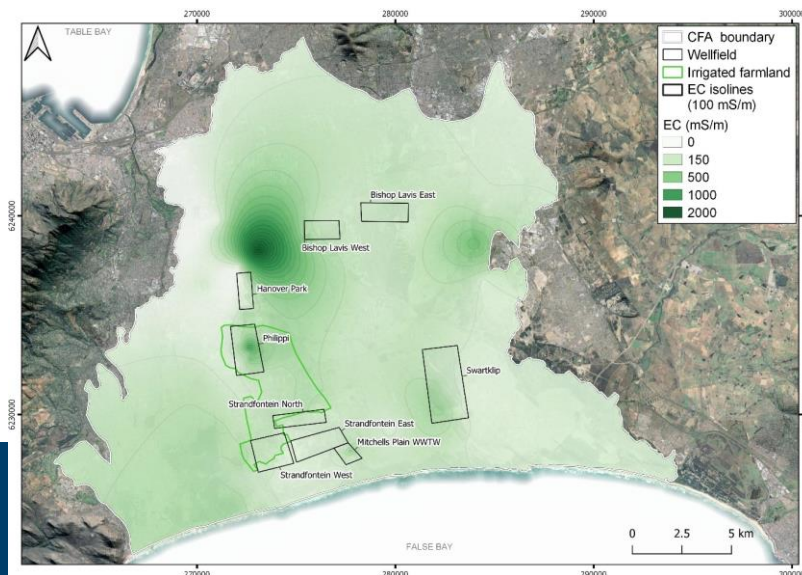 270000
280000
290000
300000
TABLE BAY
CFA boundary
Wellfield
Irrigated farmland
EC isolines
(100 mS/m)
EC (mS/m)
0
150
500
1000
2000
6240000
6240000
Bishop Lavis East
Bishop Lavis West
Hanover Park
Philippi
Swartklip
Strandfontein North
6230000
6230000
Strandfontein East
Mitchells Plain WWTW
Strandfontein West
0 2.5 5 km
FALSE BAY
270000
280000
290000
300000